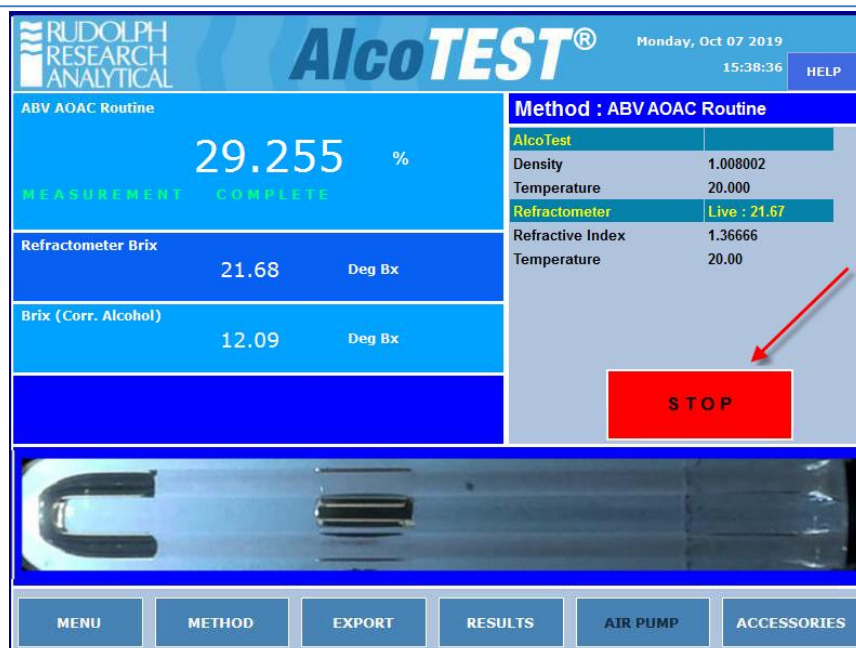 RUDOLPH
RESEARCH
ANALYTICAL
AlcoTEST®
Monday, Oct 07 2019
15:38:36
HELP
ABV AOAC Routine
29.255 %
MEASUREMENT COMPLETE
Refractometer Brix
21.68 Deg Bx
Brix (Corr. Alcohol)
12.09 Deg Bx
Method : ABV AOAC Routine
AlcoTest
Density 1.008002
Temperature 20.000
Refractometer Live : 21.67
Refractive Index 1.36666
Temperature 20.00
STOP
MENU METHOD EXPORT RESULTS AIR PUMP ACCESSORIES